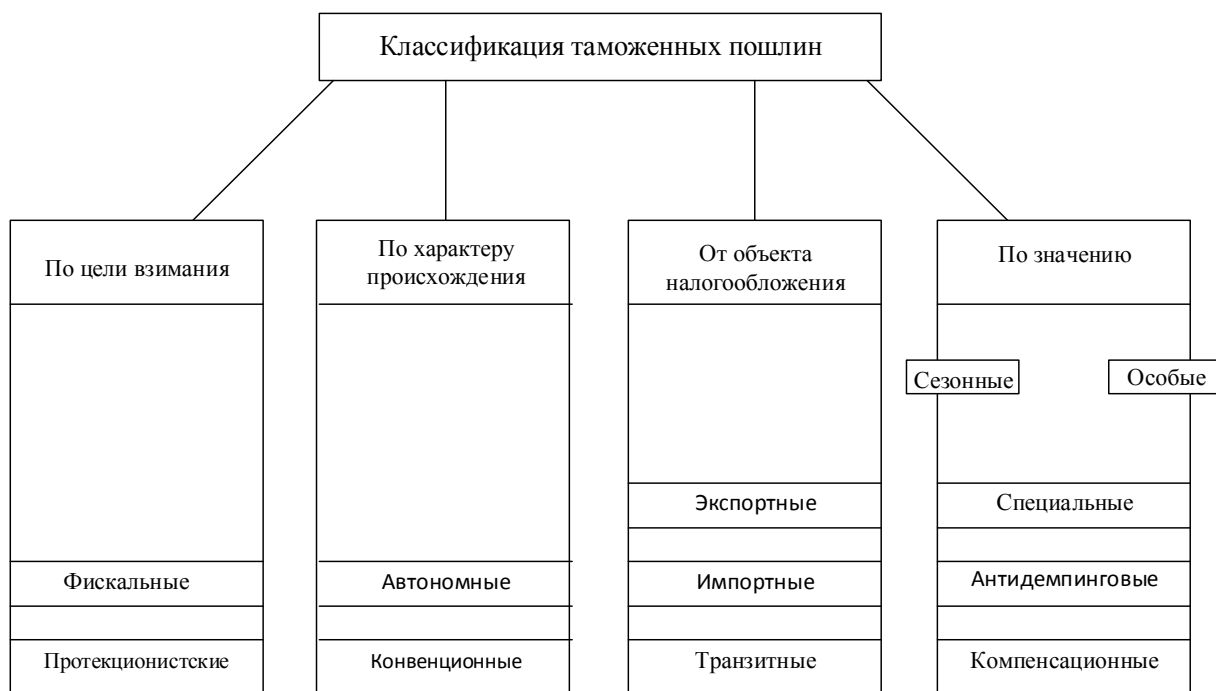 Классификация таможенных пошлин
По цели взимания
По характеру
происхождения
От объекта
налогообложения
По значению
Сезонные
Особые
Экспортные
Специальные
Фискальные
Автономные
Импортные
Антидемпинговые
Протекционистские
Конвенционные
Транзитные
Компенсационные